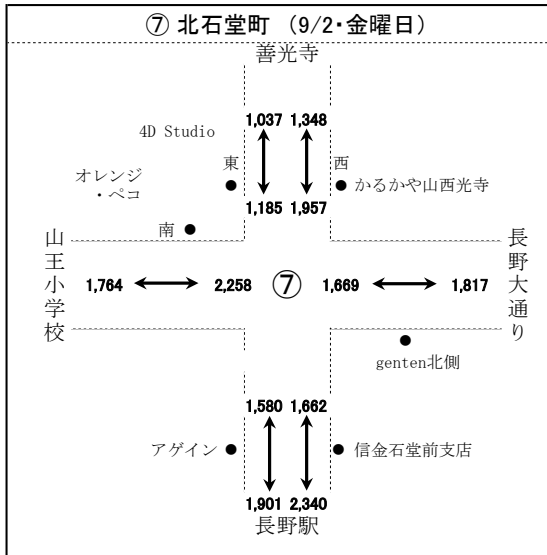 ⑦ 北石堂町 （9/2・金曜日）
善光寺
1,037 1,348
4D Studio
東 西
オレンジ
・ペコ
かるかや山西光寺
1,185 1,957
南
山王小学校
長野大通り
1,764 2,258 ⑦ 1,669 1,817
genten北側
1,580 1,662
アゲイン
信金石堂前支店
1,901 2,340
長野駅